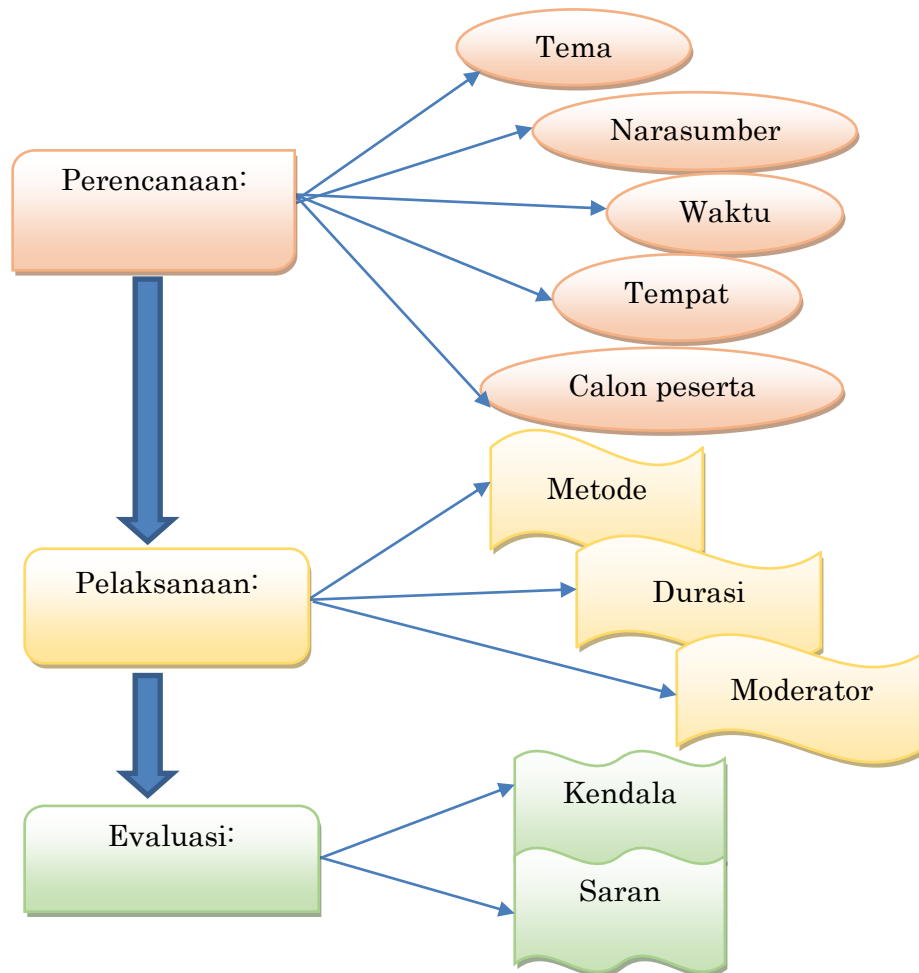 Tema
Narasumber
Perencanaan:
Waktu
Tempat
Calon peserta
Metode
Pelaksanaan:
Durasi
Moderator
Kendala
Evaluasi:
Saran